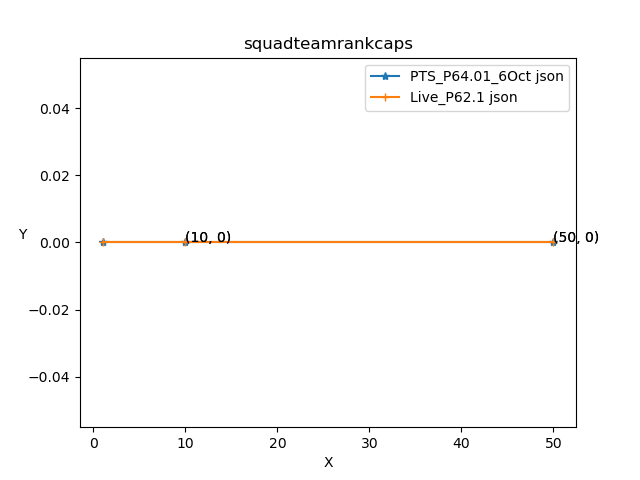 squadteamrankcaps
PTS_P64.01_6Oct json
Live_P62.1 json
0.04
0.02
0.00
−0.02
−0.04
Y
(10, 0)
(50, 0)
0 10 20 30 40 50
X